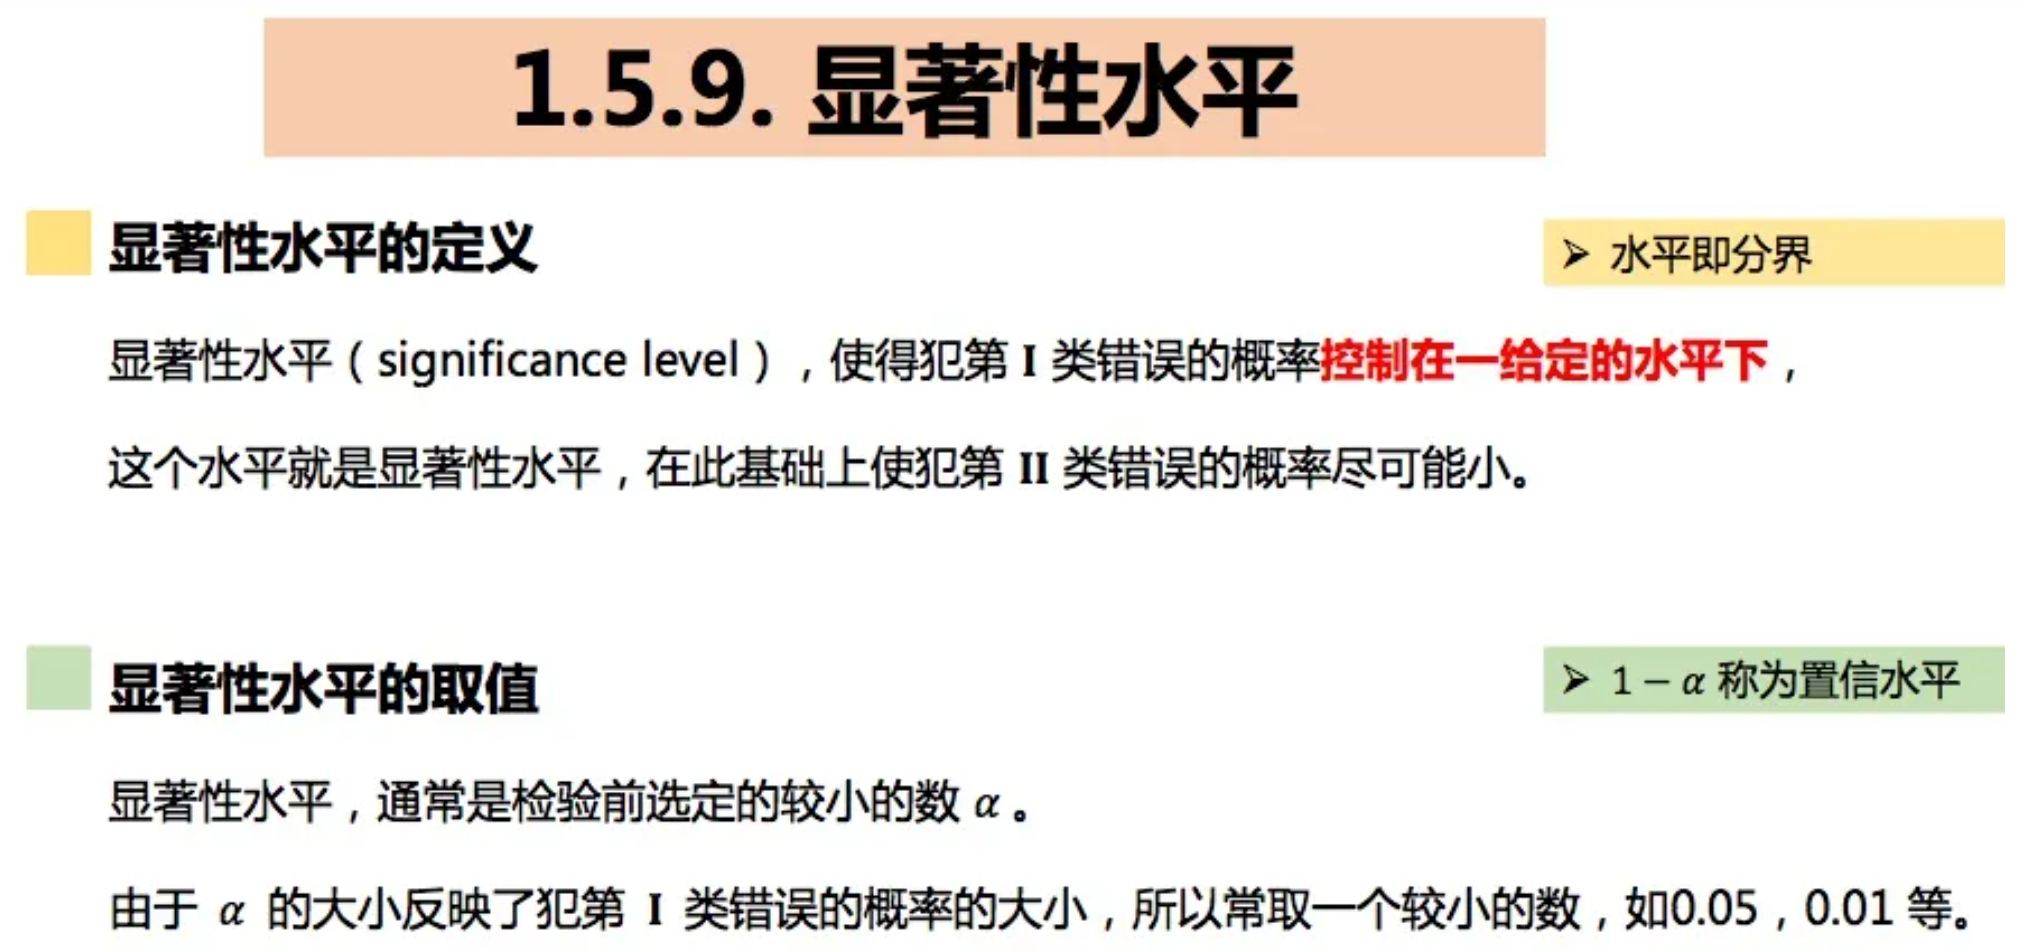 1.5.9. 显著性水平
显著性水平的定义
➢ 水平即分界
显著性水平（significance level），使得犯第 I 类错误的概率控制在一给定的水平下，
这个水平就是显著性水平，在此基础上使犯第 II 类错误的概率尽可能小。
显著性水平的取值
➢ 1 − α 称为置信水平
显著性水平，通常是检验前选定的较小的数 α 。
由于 α 的大小反映了犯第 I 类错误的概率的大小，所以常取一个较小的数，如0.05，0.01 等。